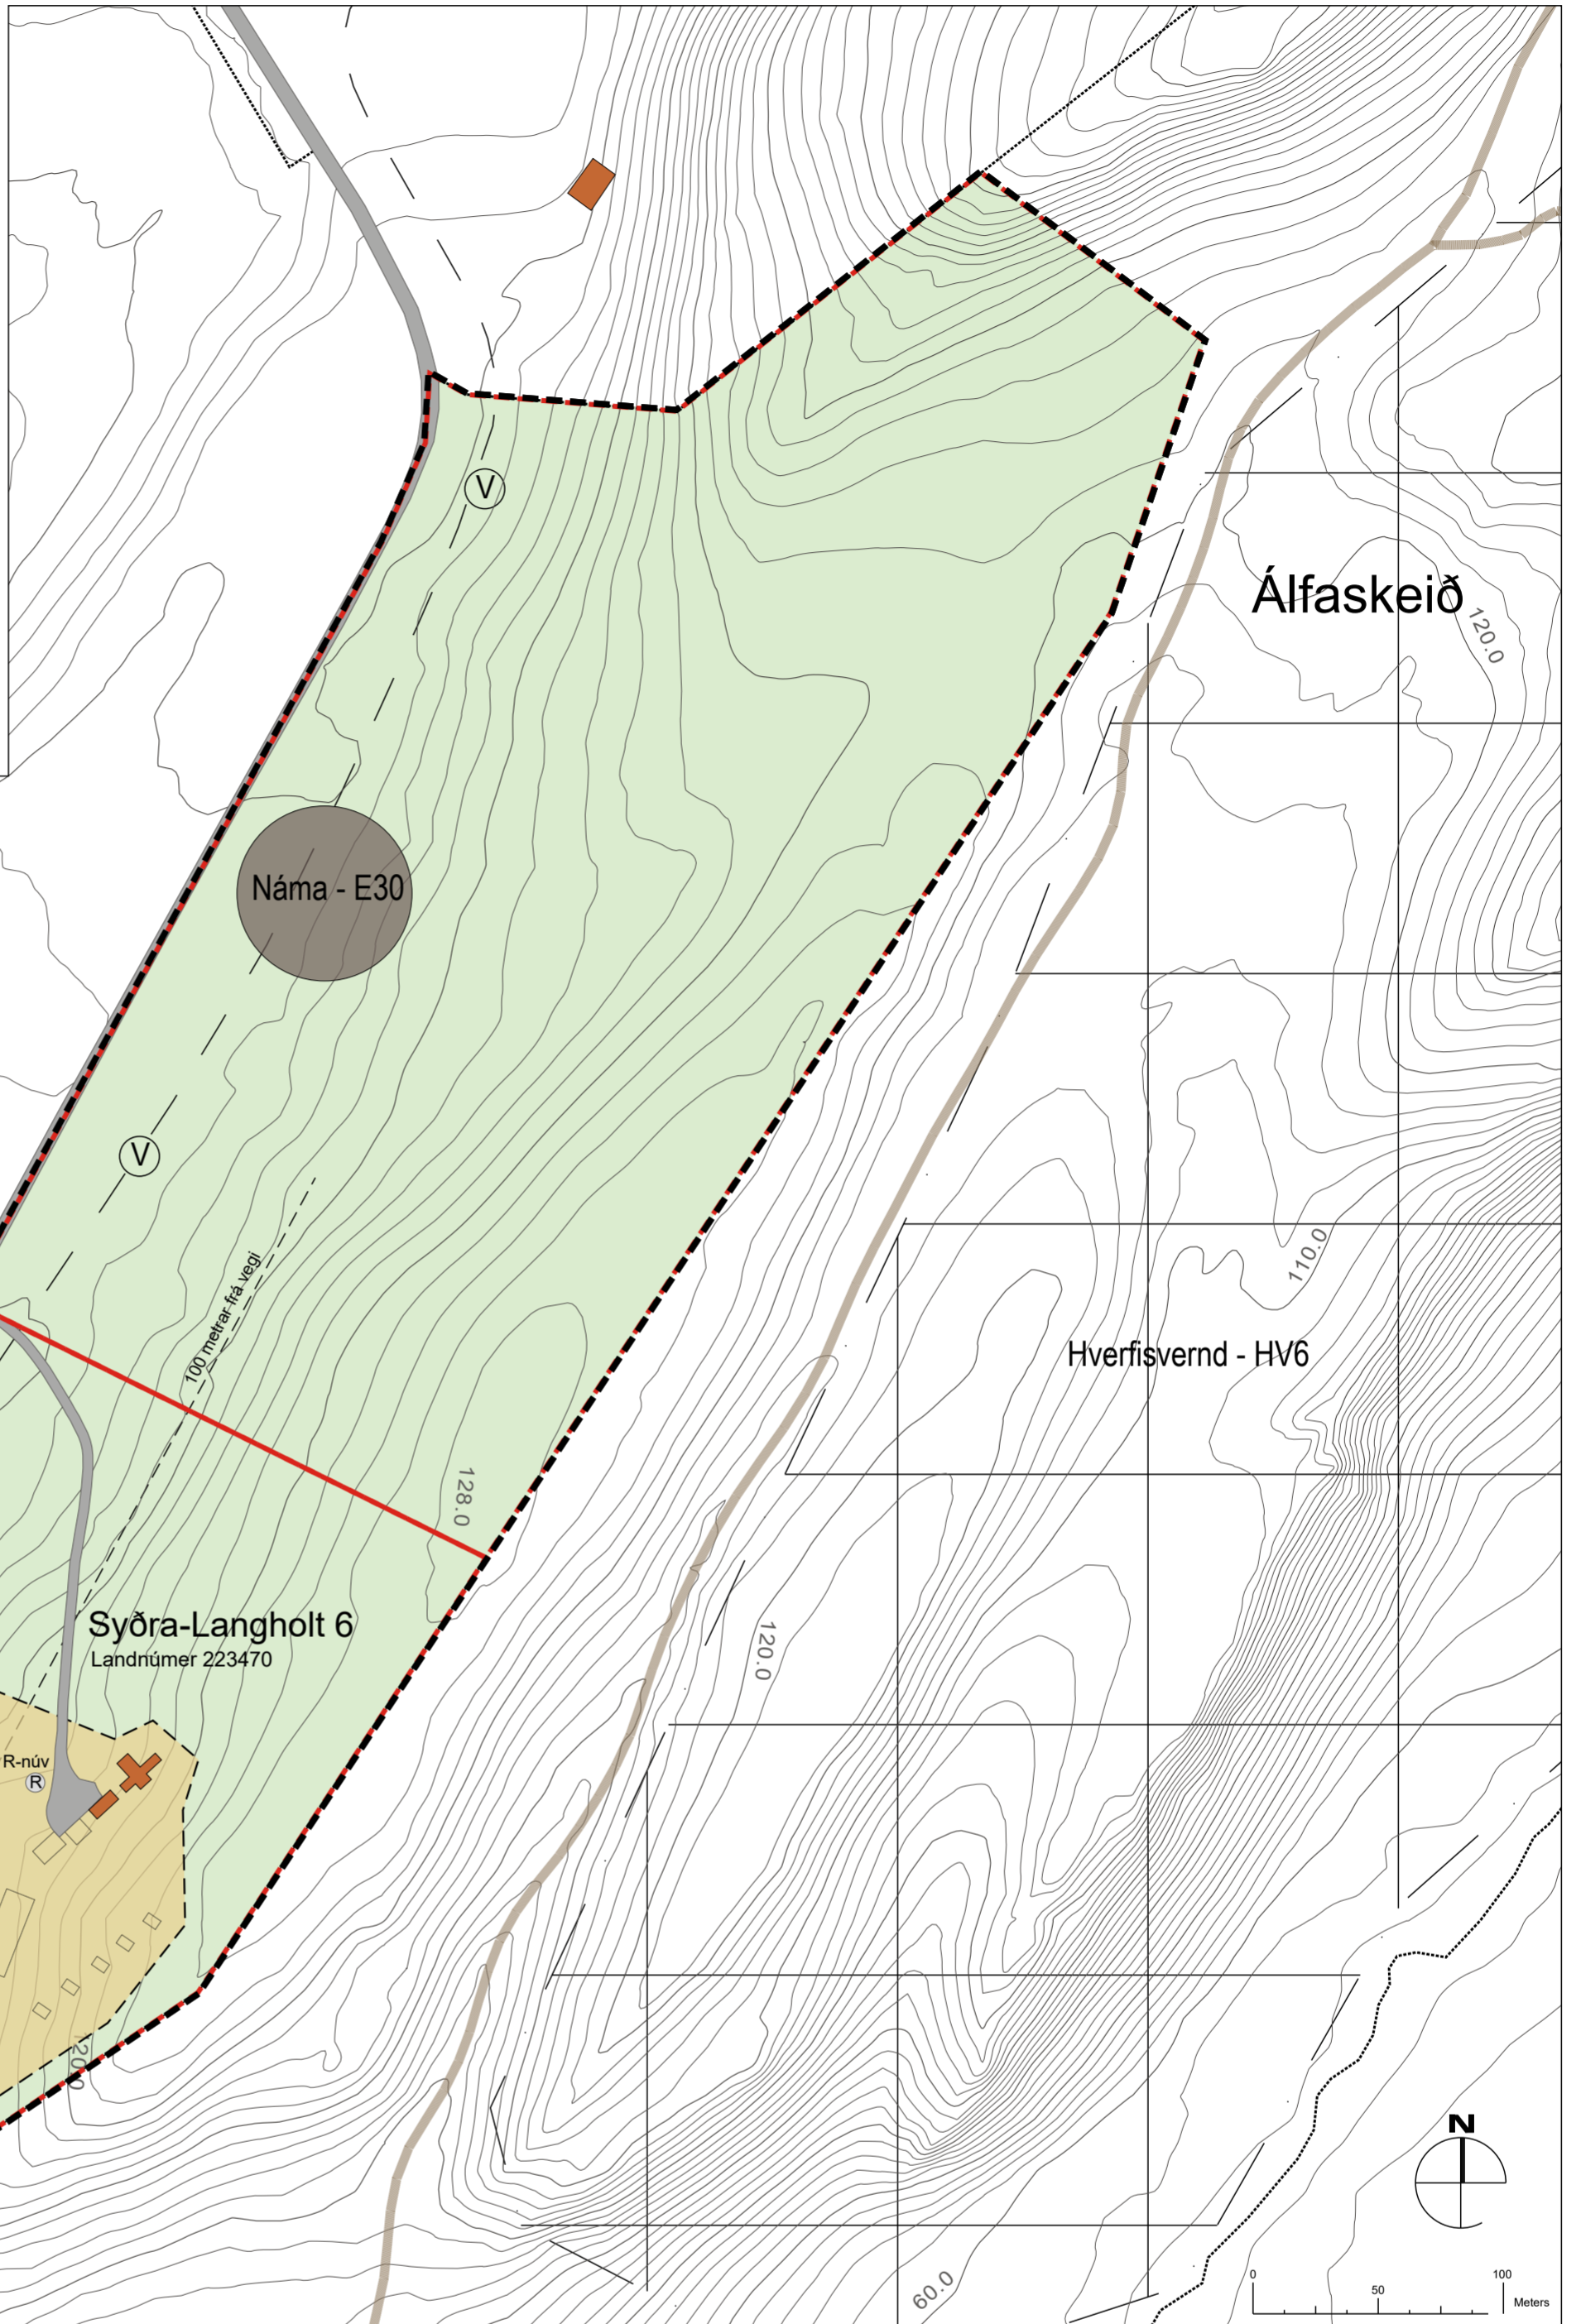 V
Álfaskeið
120.0
Náma - E30
V
100 metrar frá vegi
110.0
Hverfisvernd - HV6
128.0
Syðra-Langholt 6
Landnúmer 223470
120.0
R-núv
R
N
60.0
0
50
100
Meters